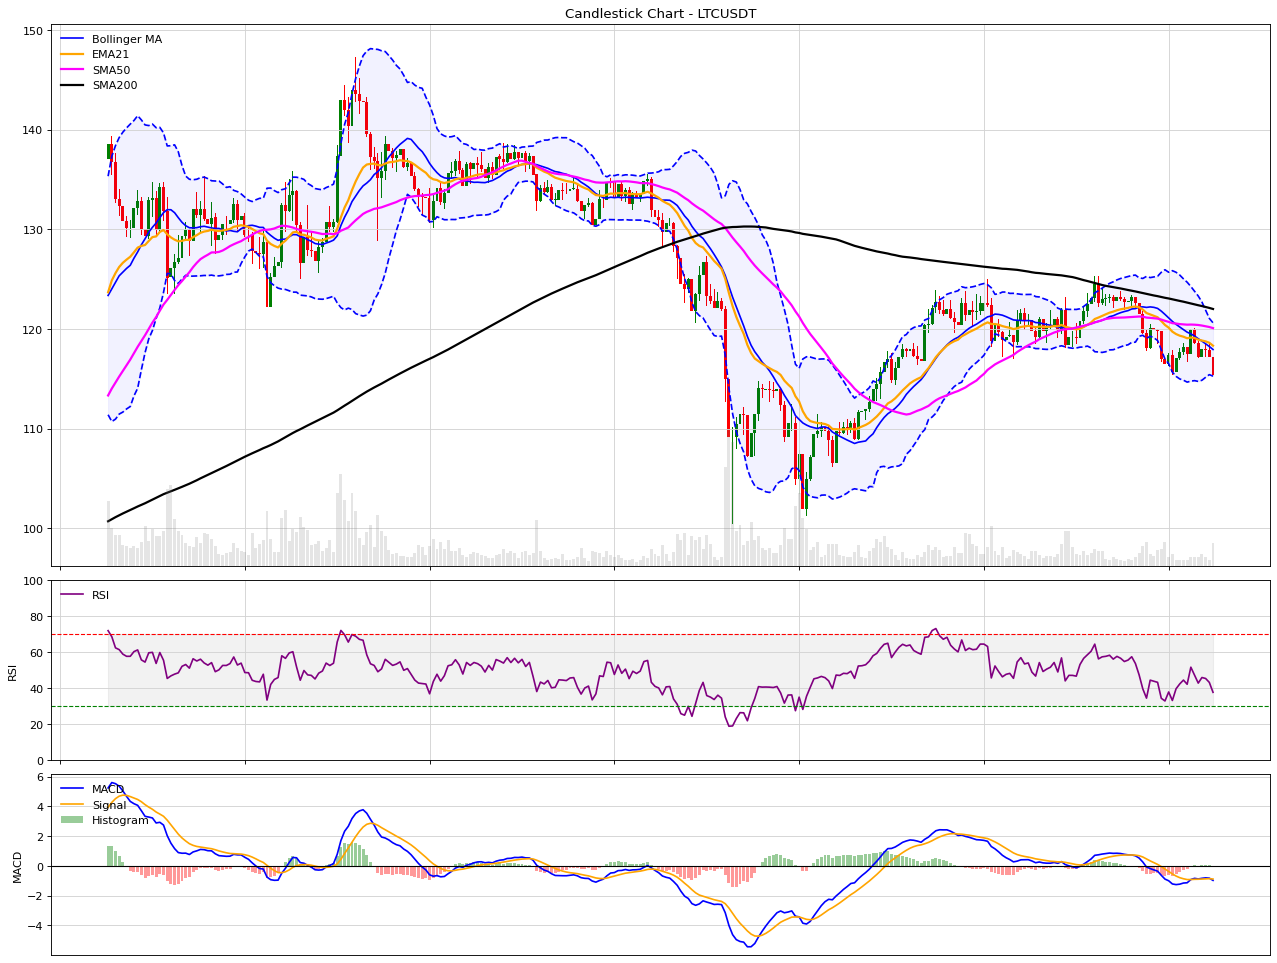 Candlestick Chart - LTCUSDT
150
140
130
120
110
100
Bollinger MA
EMA21
SMA50
SMA200
100
80
60
40
20
0
RSI
RSI
6
4
2
0
−2
−4
MACD
MACD
Signal
Histogram